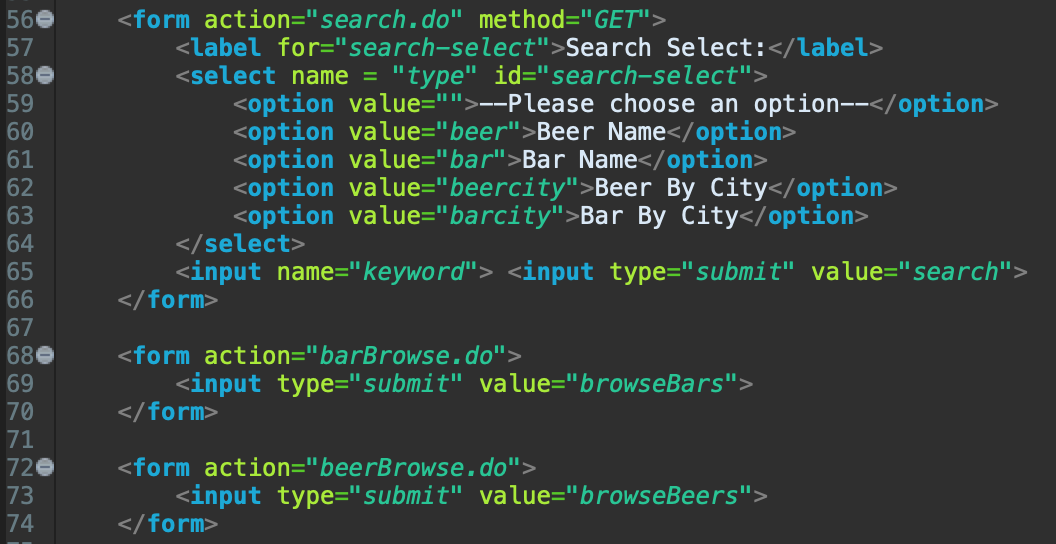 56 <form action="search.do" method="GET">
57 <label for="search-select">Search Select:</label>
58 <select name = "type" id="search-select">
59 <option value="">--Please choose an option--</option>
60 <option value="beer">Beer Name</option>
61 <option value="bar">Bar Name</option>
62 <option value="beercity">Beer By City</option>
63 <option value="barcity">Bar By City</option>
64 </select>
65 <input name="keyword"> <input type="submit" value="search">
66 </form>
67
68 <form action="barBrowse.do">
69 <input type="submit" value="browseBars">
70 </form>
71
72 <form action="beerBrowse.do">
73 <input type="submit" value="browseBeers">
74 </form>